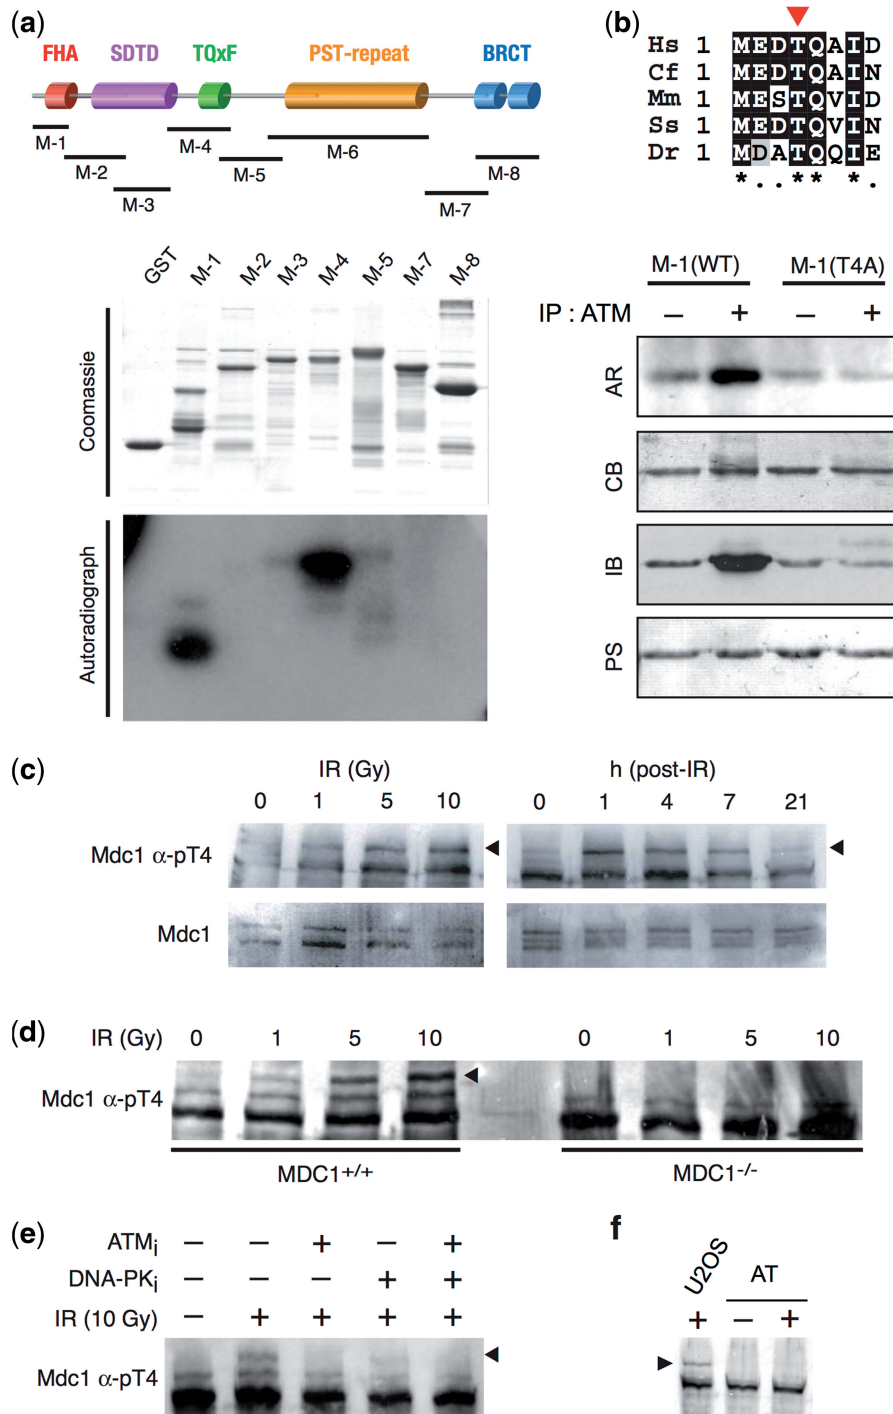 (a)
FHA SDTD TQxF PST-repeat BRCT
M-1 M-4 M-6
M-2 M-5 M-8
M-3 M-7
GST M-1 M-2 M-3 M-4 M-5 M-7 M-8
Coomassie
Autoradiograph
(b)
Hs 1 MEDTQAID
Cf 1 MEDTQAIN
Mm 1 MESTQVID
Ss 1 MEDTQVIN
Dr 1 MDATQQIE
* . . * * * .
M-1(WT) M-1(T4A)
IP : ATM – + – +
AR
CB
IB
PS
(c)
IR (Gy) h (post-IR)
0 1 5 10 0 1 4 7 21
Mdc1 α-pT4
Mdc1
(d)
IR (Gy) 0 1 5 10 0 1 5 10
Mdc1 α-pT4
MDC1+/+ MDC1-/-
(e)
ATMi – – + – +
DNA-PKi – – – + +
IR (10 Gy) – + + + +
Mdc1 α-pT4
f
U2OS AT
+ – +